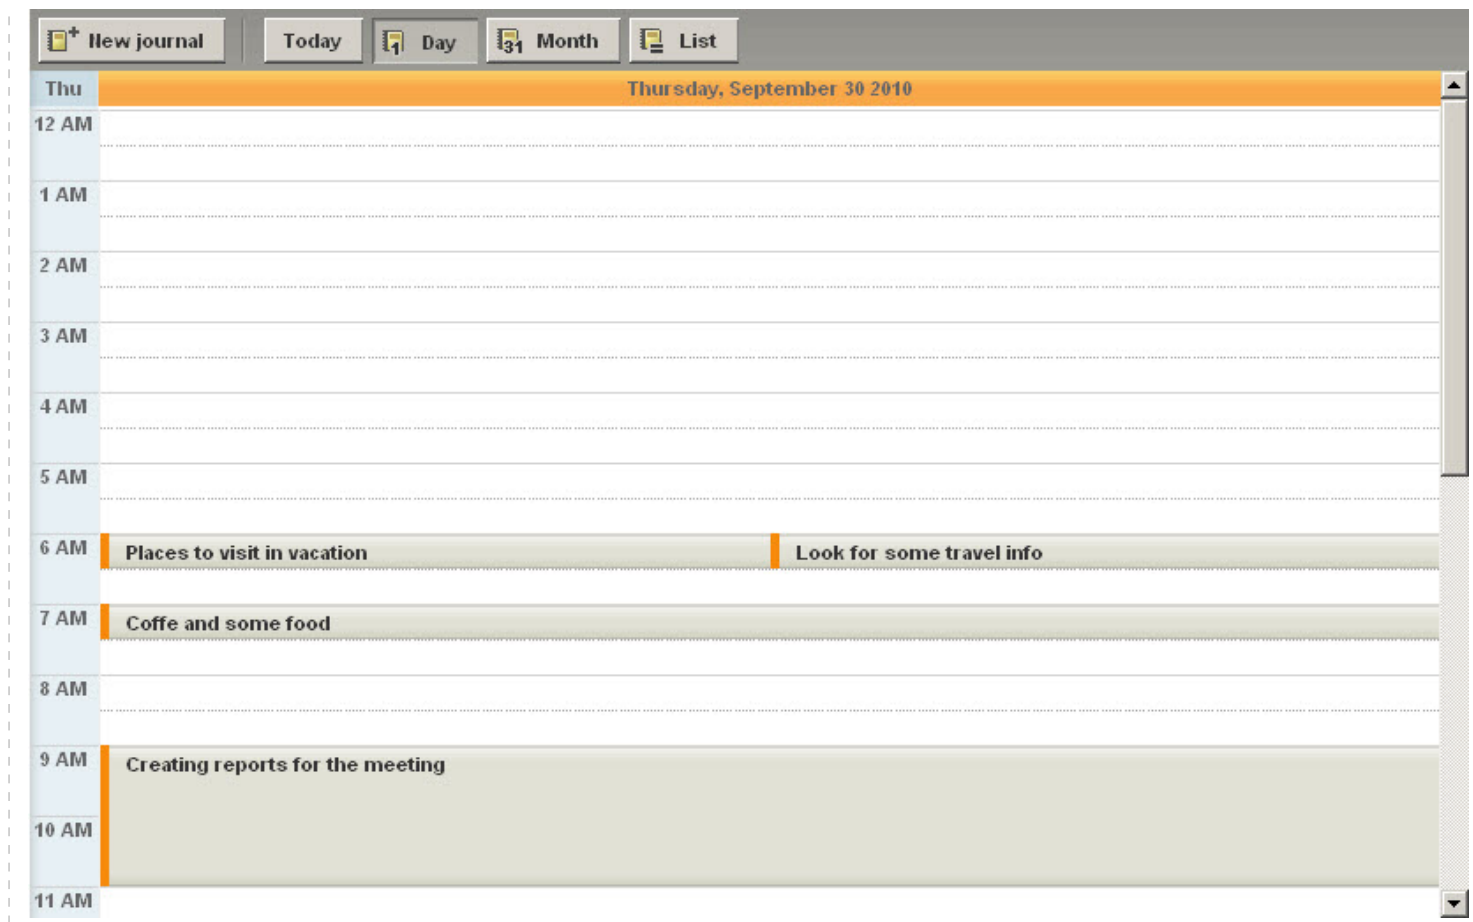 New journal Today Day Month List
Thu Thursday, September 30 2010
12 AM
1 AM
2 AM
3 AM
4 AM
5 AM
6 AM Places to visit in vacation Look for some travel info
7 AM Coffe and some food
8 AM
9 AM Creating reports for the meeting
10 AM
11 AM